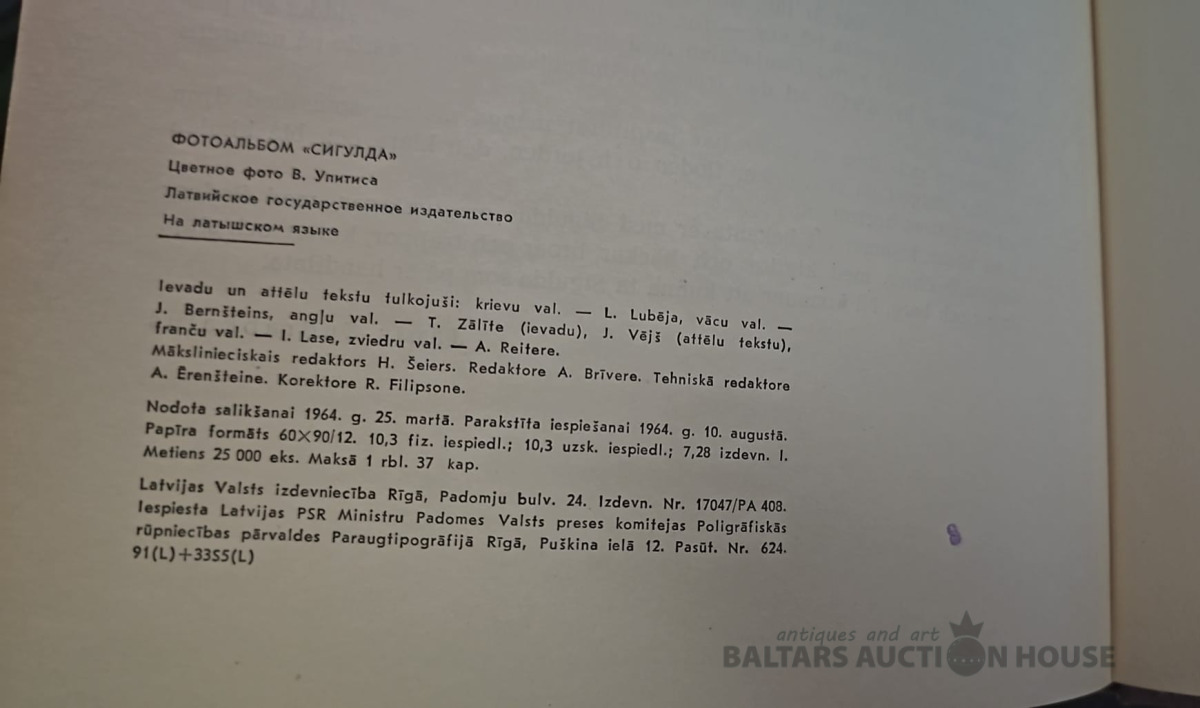 ФОТОАЛЬБОМ «СИГУЛДА»
Цветное фото В. Упитиса
Латвийское государственное издательство
На латышском языке
Ievadu un attēlu tekstu tulkojuši: krievu val. — L. Lubēja, vācu val. —
J. Bernšteins, angļu val. — T. Zālīte (ievadu), J. Vējš (attēlu tekstu),
franču val. — I. Lase, zviedru val. — A. Reitere.
Mākslinieciskais redaktors H. Šeiers. Redaktore A. Brīvere. Tehniskā redaktore
A. Ērenšteine. Korektore R. Filipsone.
Nodota salikšanai 1964. g. 25. martā. Parakstīta iespiešanai 1964. g. 10. augustā.
Papīra formāts 60×90/12. 10,3 fiz. iespiedl.; 10,3 uzsk. iespiedl.; 7,28 izdevn. l.
Metiens 25 000 eks. Maksā 1 rbl. 37 kap.
Latvijas Valsts izdevniecība Rīgā, Padomju bulv. 24. Izdevn. Nr. 17047/PA 408.
Iespiesta Latvijas PSR Ministru Padomes Valsts preses komitejas Poligrāfiskās
rūpniecības pārvaldes Paraugtipogrāfijā Rīgā, Puškina ielā 12. Pasūt. Nr. 624.
91(L)+33S5(L)
antiques and art
BALTARS AUCTION HOUSE